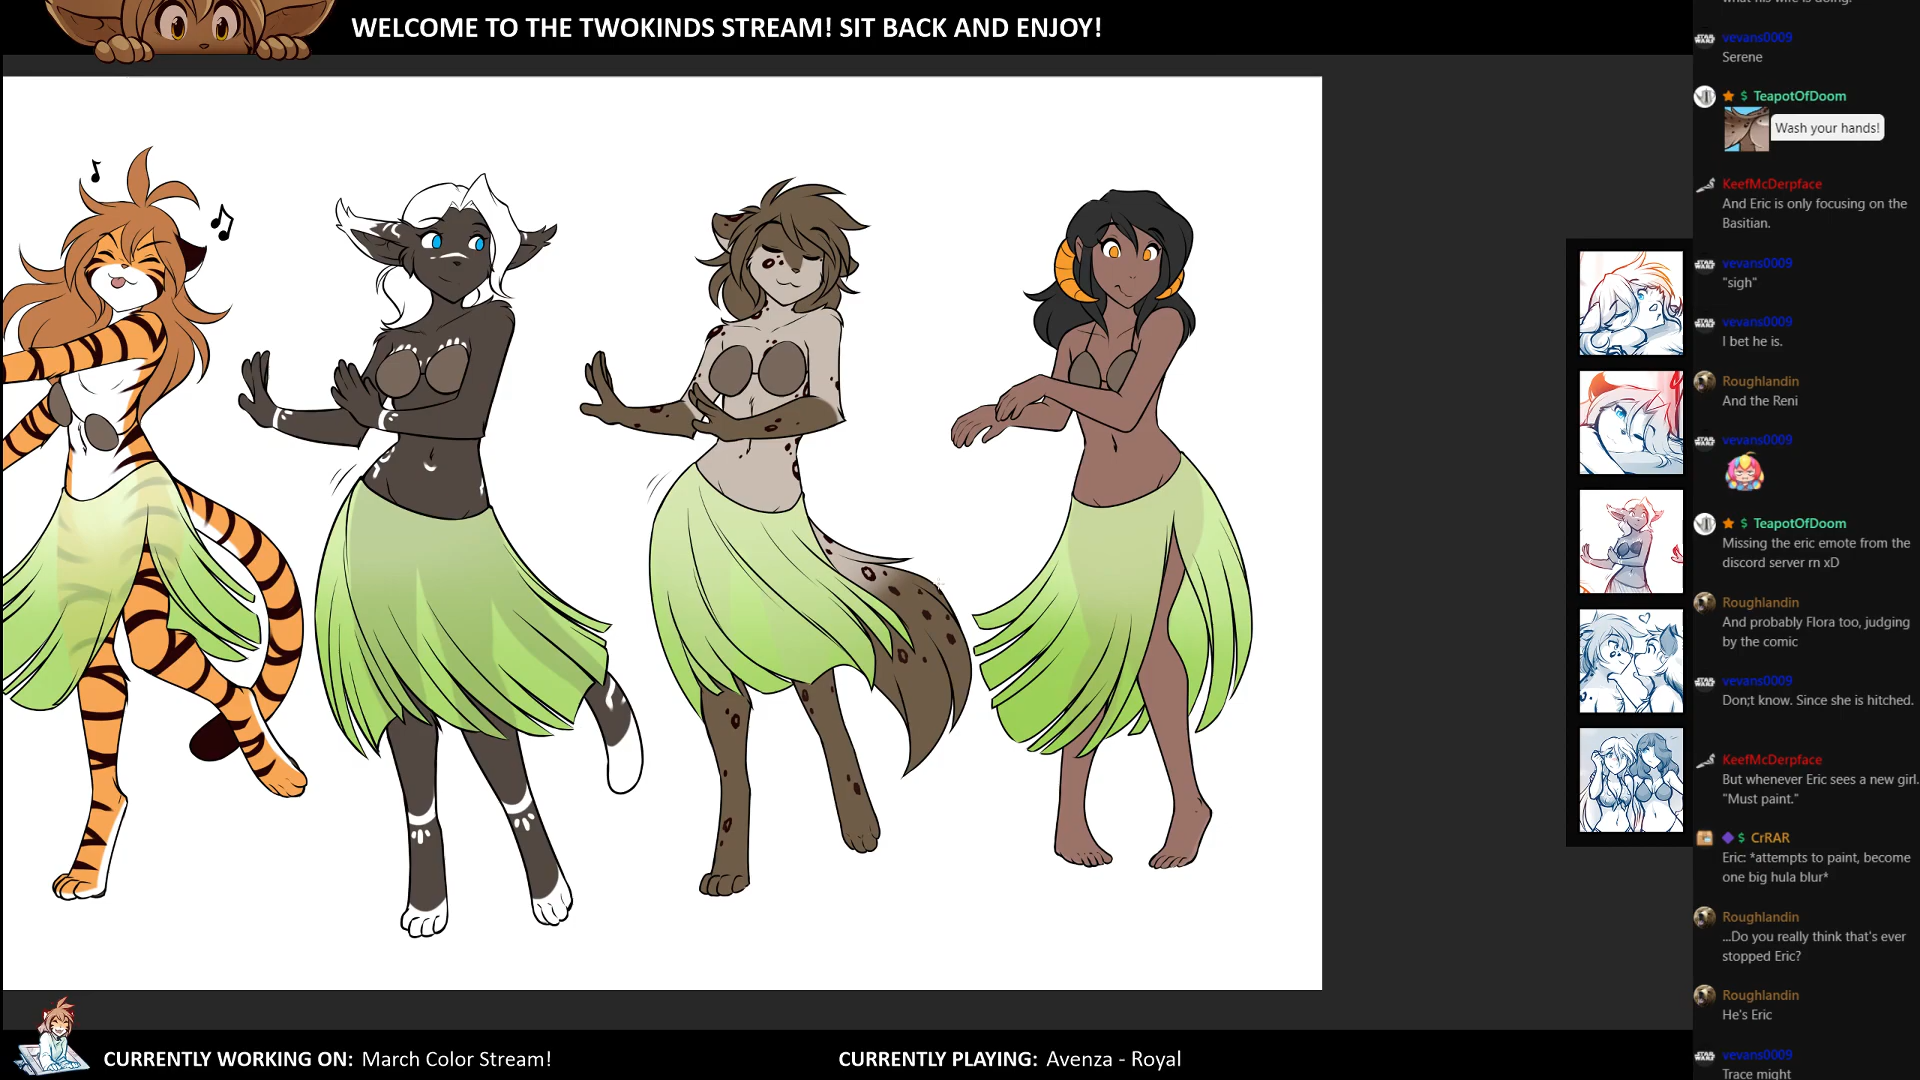 WELCOME TO THE TWOKINDS STREAM! SIT BACK AND ENJOY!
what his wife is doing.
vevans0009
Serene
TeapotOfDoom
Wash your hands!
KeefMcDerpface
And Eric is only focusing on the
Basitian.
vevans0009
"sigh"
vevans0009
I bet he is.
Roughlandin
And the Reni
vevans0009
TeapotOfDoom
Missing the eric emote from the
discord server rn xD
Roughlandin
And probably Flora too, judging
by the comic
vevans0009
Don;t know. Since she is hitched.
KeefMcDerpface
But whenever Eric sees a new girl.
"Must paint."
CrRAR
Eric: *attempts to paint, become
one big hula blur*
Roughlandin
...Do you really think that's ever
stopped Eric?
Roughlandin
He's Eric
vevans0009
Trace might
CURRENTLY WORKING ON: March Color Stream!
CURRENTLY PLAYING: Avenza - Royal